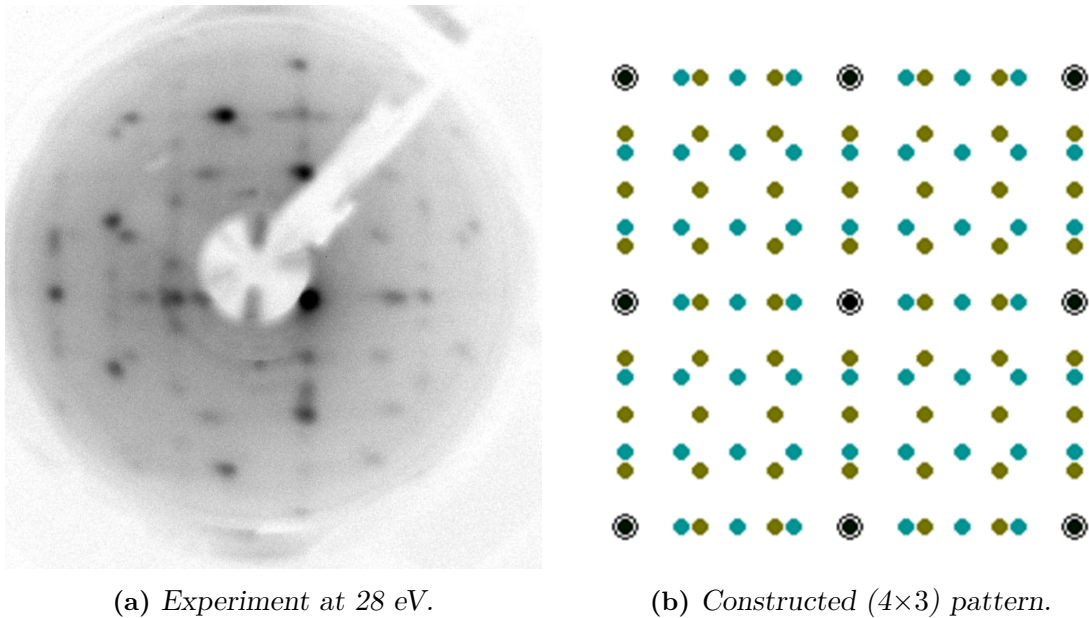 (a) Experiment at 28 eV.
(b) Constructed (4×3) pattern.